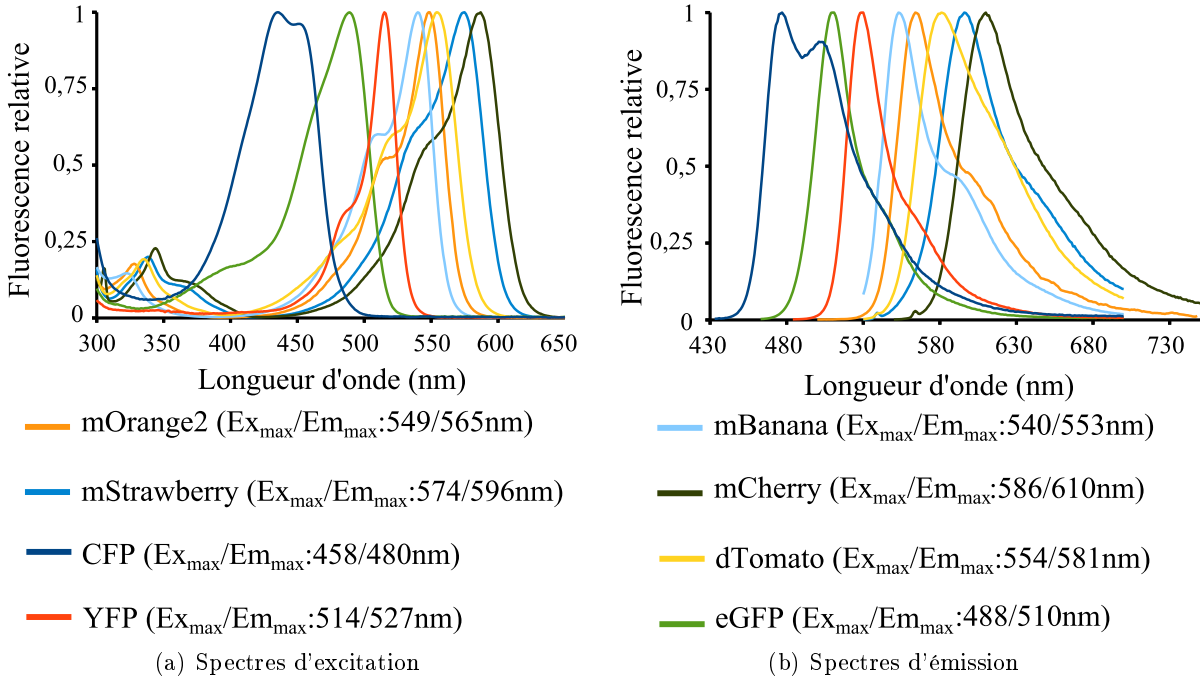 Fluorescence relative
1
0,75
0,5
0,25
0
300 350 400 450 500 550 600 650
Longueur d'onde (nm)
Fluorescence relative
1
0,75
0,5
0,25
0
430 480 530 580 630 680 730
Longueur d'onde (nm)
mOrange2 (Exmax/Emmax:549/565nm)
mStrawberry (Exmax/Emmax:574/596nm)
CFP (Exmax/Emmax:458/480nm)
YFP (Exmax/Emmax:514/527nm)
(a) Spectres d'excitation
mBanana (Exmax/Emmax:540/553nm)
mCherry (Exmax/Emmax:586/610nm)
dTomato (Exmax/Emmax:554/581nm)
eGFP (Exmax/Emmax:488/510nm)
(b) Spectres d'émission